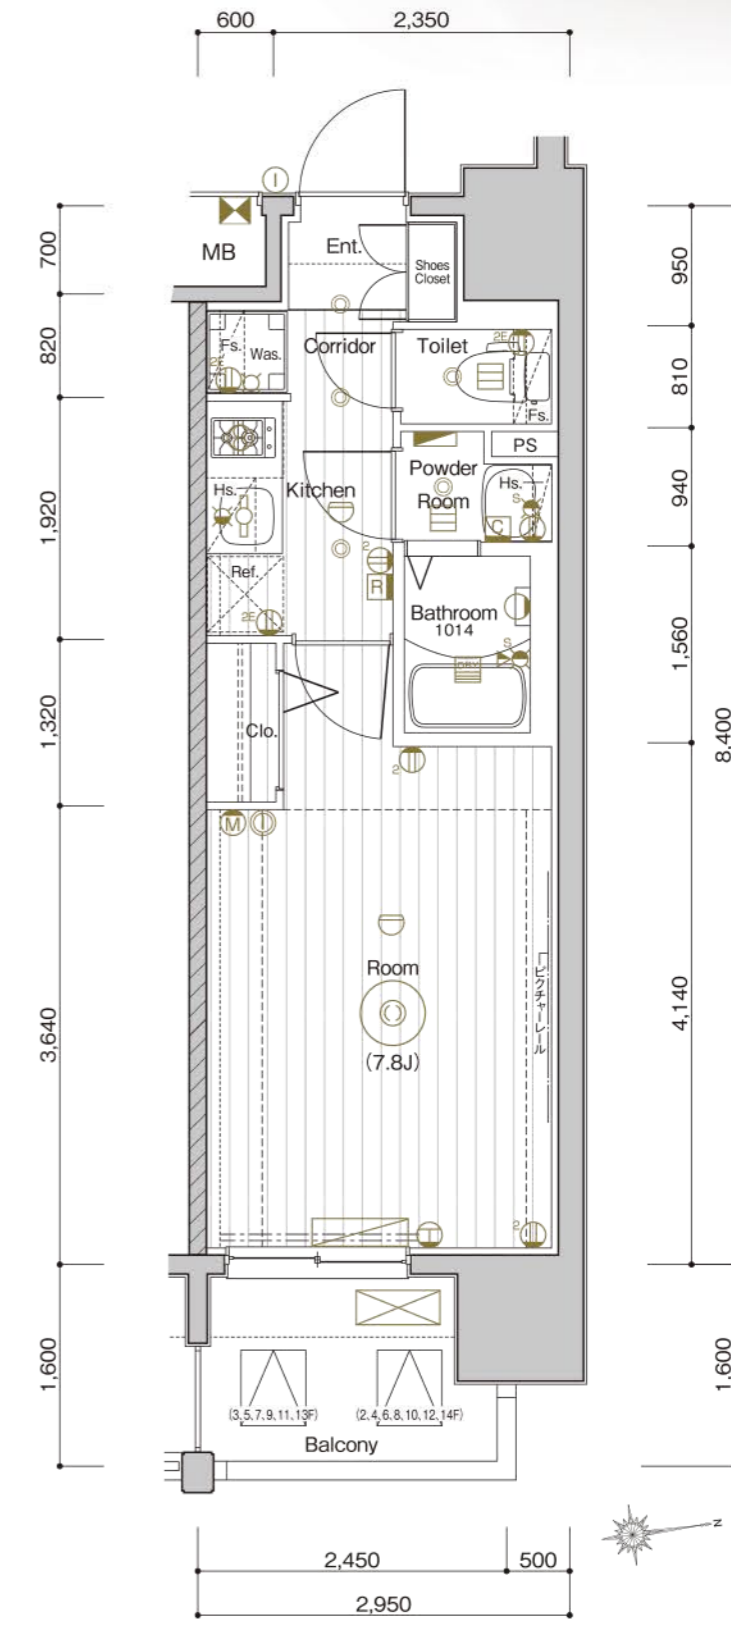 600
2,350
700
820
1,920
1,320
3,640
1,600
950
810
940
1,560
4,140
8,400
1,600
MB
Ent.
Shoes
Closet
I
Fs.
Was.
2E
Corridor
Toilet
2E
Fs.
PS
Powder
Room
Hs.
S
C
Hs.
Kitchen
2
R
Ref.
2E
Bathroom
1014
S
DRY
Clo.
2
M
I
Room
(7.8J)
ピクチャーレール
2
(3、5、7、9、11、13F)
(2、4、6、8、10、12、14F)
Balcony
N
2,450
500
2,950